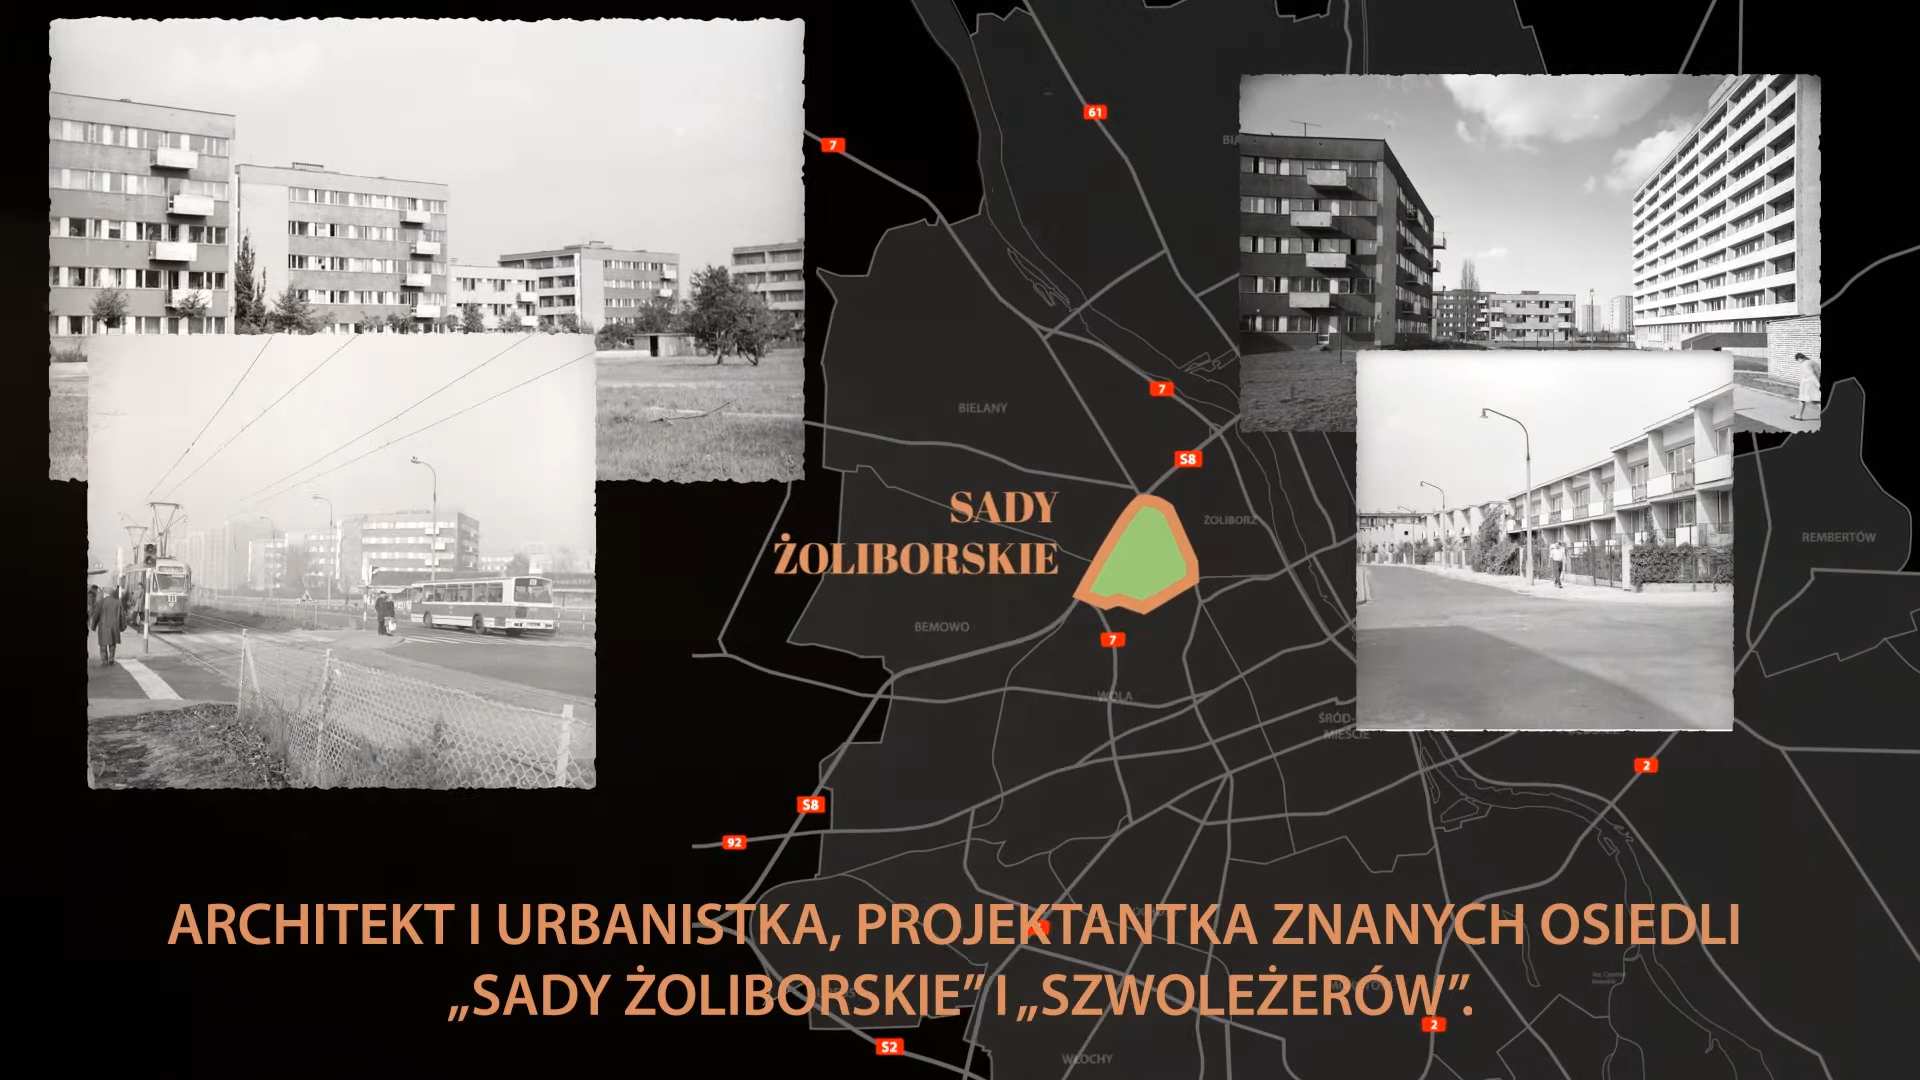 61
7
7
BIELANY
S8
SADY
ŻOLIBORSKIE
ŻOLIBORZ
REMBERTÓW
BEMOWO
7
WOLA
ŚRÓD-
MIEŚCIE
2
S8
92
ARCHITEKT I URBANISTKA, PROJEKTANTKA ZNANYCH OSIEDLI
„SADY ŻOLIBORSKIE” I „SZWOLEŻERÓW”.
2
S2
WŁOCHY